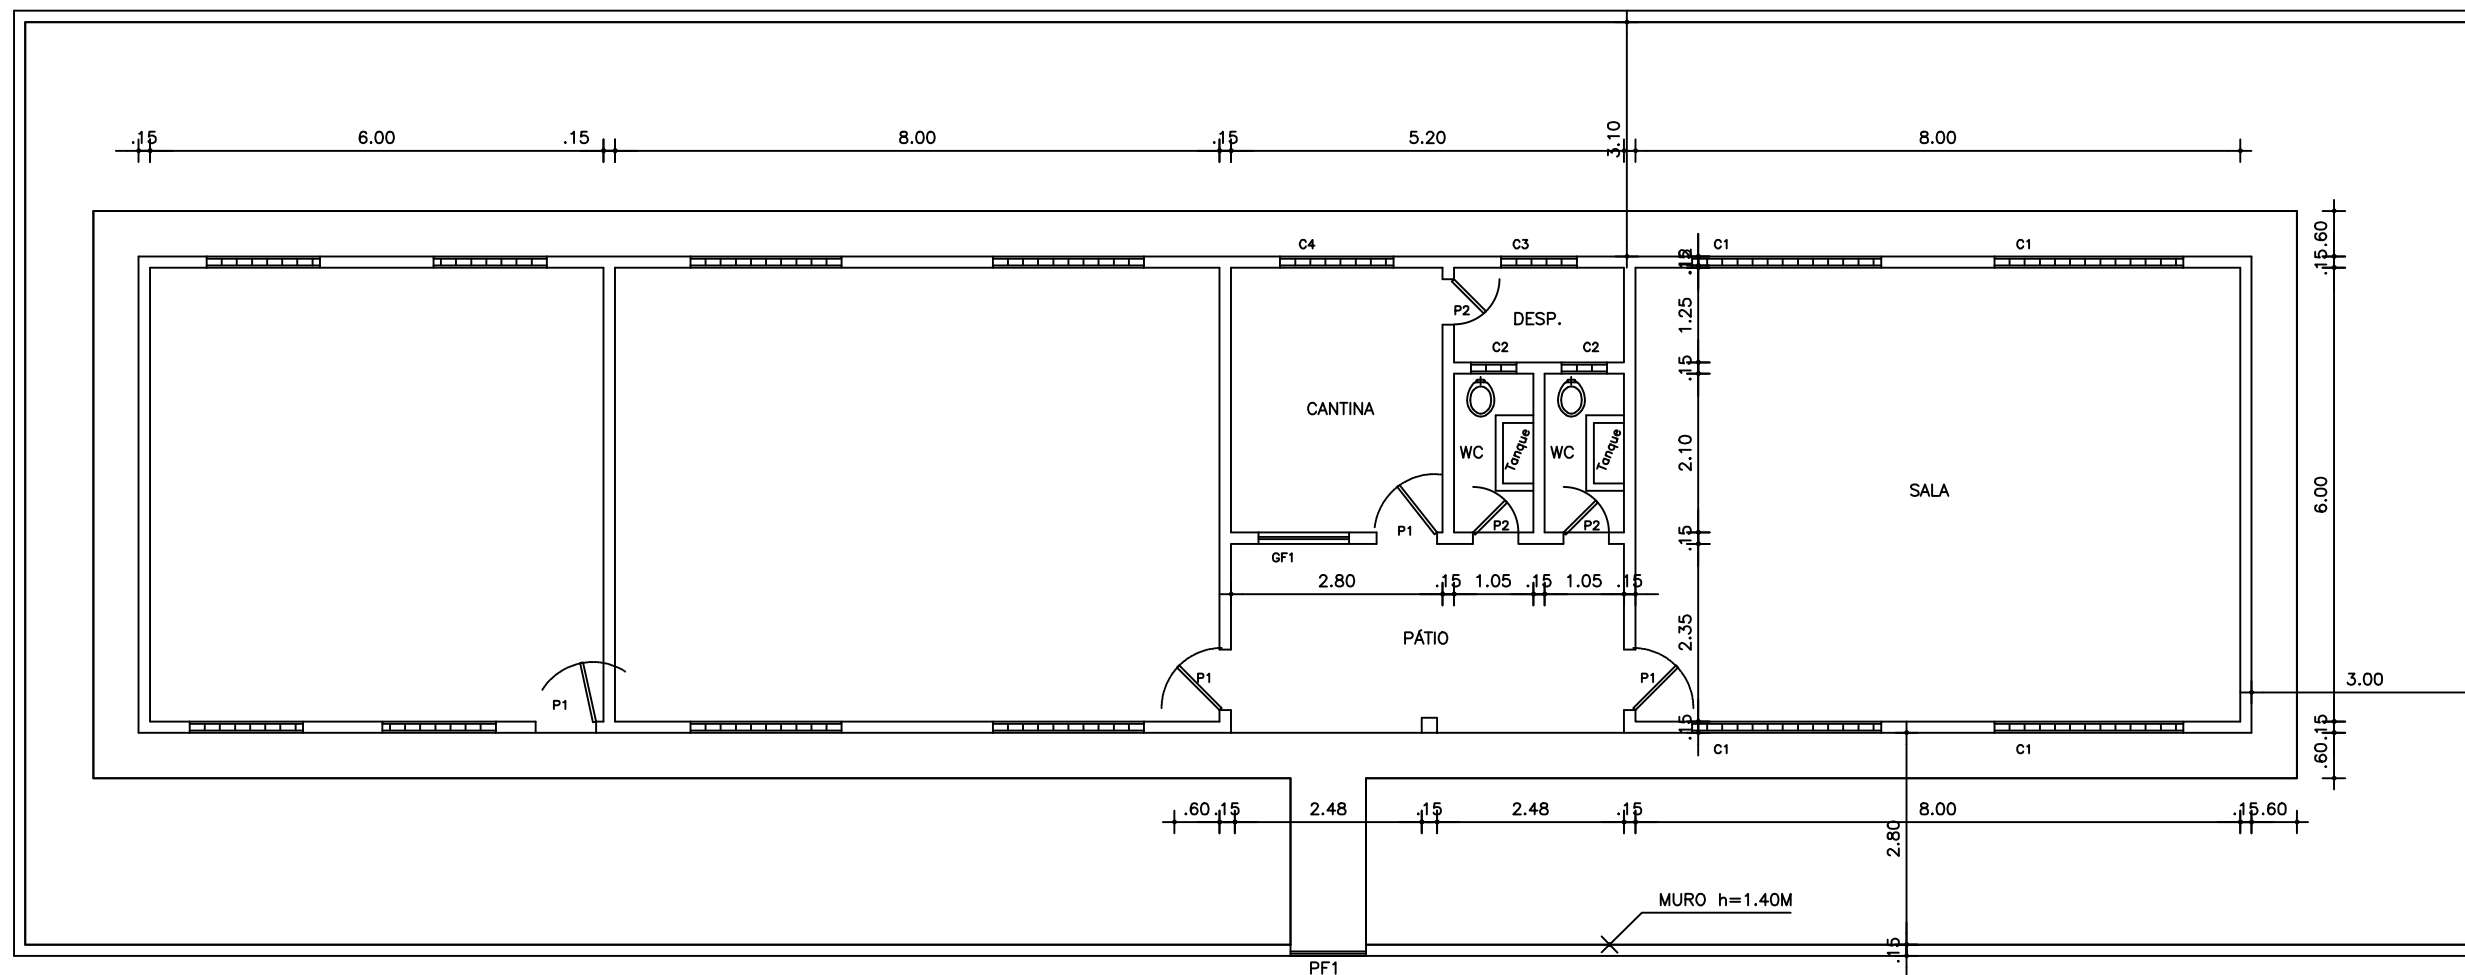 .15 6.00 .15 8.00 .15 5.20 3.10 8.00
C4 C3 C1 C1
.15 .60
.15
P2 DESP. 1.25
C2 C2 .15
CANTINA
WC Tanque WC Tanque 2.10
SALA 6.00
P1 P2 P2 .15
GF1
2.80 .15 1.05 .15 1.05 .15
PÁTIO 2.35
P1 P1 P1 3.00
.15 .15
C1 C1 .60
.60 .15 2.48 .15 2.48 .15 8.00 .15 .60
2.80
MURO h=1.40M
.15
PF1